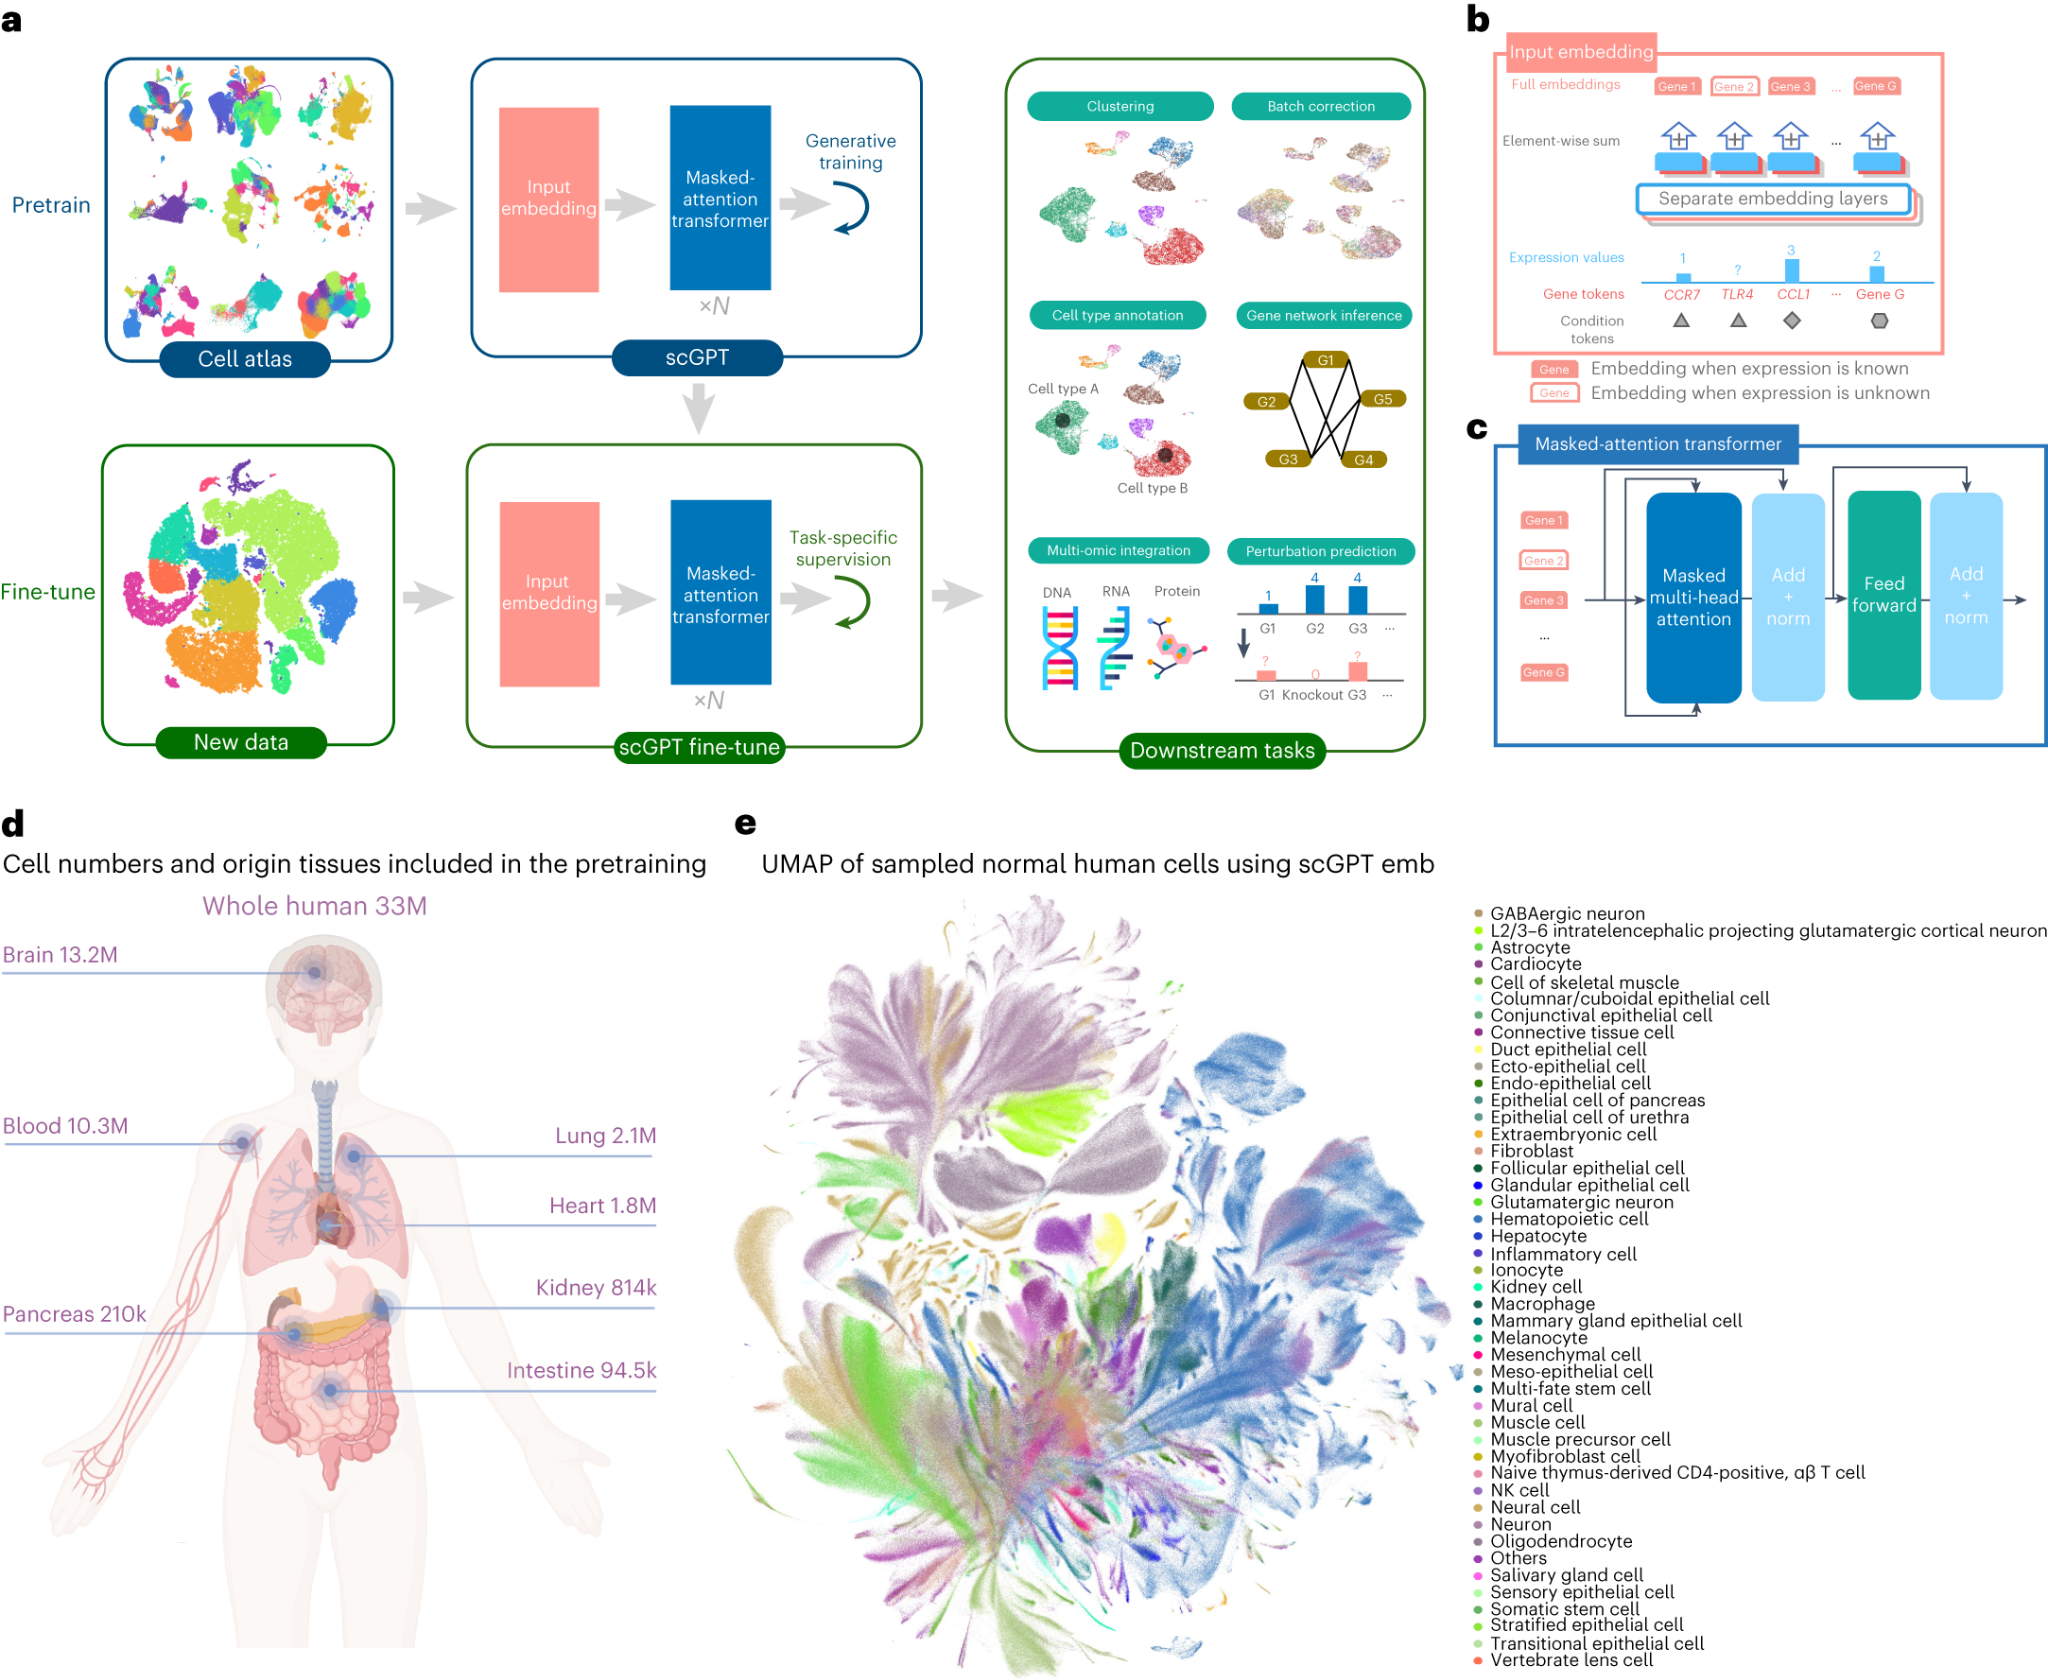 a
Pretrain
Cell atlas
Input
embedding
Masked-
attention
transformer
×N
Generative
training
scGPT
Fine-tune
New data
Input
embedding
Masked-
attention
transformer
×N
Task-specific
supervision
scGPT fine-tune
Clustering
Batch correction
Cell type annotation
Cell type A
Cell type B
Gene network inference
G1
G2
G5
G3
G4
Multi-omic integration
DNA
RNA
Protein
Perturbation prediction
1 4 4
G1 G2 G3 ...
? 0 ?
G1 Knockout G3 ...
Downstream tasks
b
Input embedding
Full embeddings
Gene 1 Gene 2 Gene 3 ... Gene G
Element-wise sum
+ + + ... +
Separate embedding layers
Expression values
1 ? 3 2
Gene tokens
CCR7 TLR4 CCL1 ... Gene G
Condition
tokens
Gene Embedding when expression is known
Gene Embedding when expression is unknown
c
Masked-attention transformer
Gene 1
Gene 2
Gene 3
...
Gene G
Masked
multi-head
attention
Add
+
norm
Feed
forward
Add
+
norm
d
Cell numbers and origin tissues included in the pretraining
Whole human 33M
Brain 13.2M
Blood 10.3M
Lung 2.1M
Heart 1.8M
Kidney 814k
Pancreas 210k
Intestine 94.5k
e
UMAP of sampled normal human cells using scGPT emb
GABAergic neuron
L2/3–6 intratelencephalic projecting glutamatergic cortical neuron
Astrocyte
Cardiocyte
Cell of skeletal muscle
Columnar/cuboidal epithelial cell
Conjunctival epithelial cell
Connective tissue cell
Duct epithelial cell
Ecto-epithelial cell
Endo-epithelial cell
Epithelial cell of pancreas
Epithelial cell of urethra
Extraembryonic cell
Fibroblast
Follicular epithelial cell
Glandular epithelial cell
Glutamatergic neuron
Hematopoietic cell
Hepatocyte
Inflammatory cell
Ionocyte
Kidney cell
Macrophage
Mammary gland epithelial cell
Melanocyte
Mesenchymal cell
Meso-epithelial cell
Multi-fate stem cell
Mural cell
Muscle cell
Muscle precursor cell
Myofibroblast cell
Naive thymus-derived CD4-positive, αβ T cell
NK cell
Neural cell
Neuron
Oligodendrocyte
Others
Salivary gland cell
Sensory epithelial cell
Somatic stem cell
Stratified epithelial cell
Transitional epithelial cell
Vertebrate lens cell